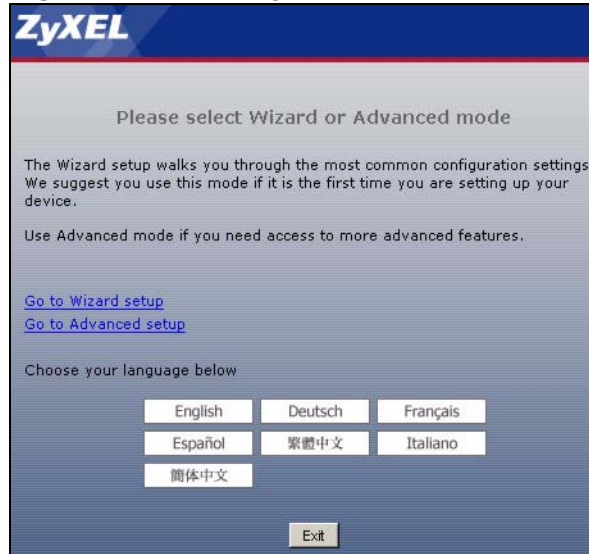 ZyXEL
Please select Wizard or Advanced mode
The Wizard setup walks you through the most common configuration settings
We suggest you use this mode if it is the first time you are setting up your
device.
Use Advanced mode if you need access to more advanced features.
Go to Wizard setup
Go to Advanced setup
Choose your language below
English Deutsch Français
Español 繁體中文 Italiano
簡体中文
Exit